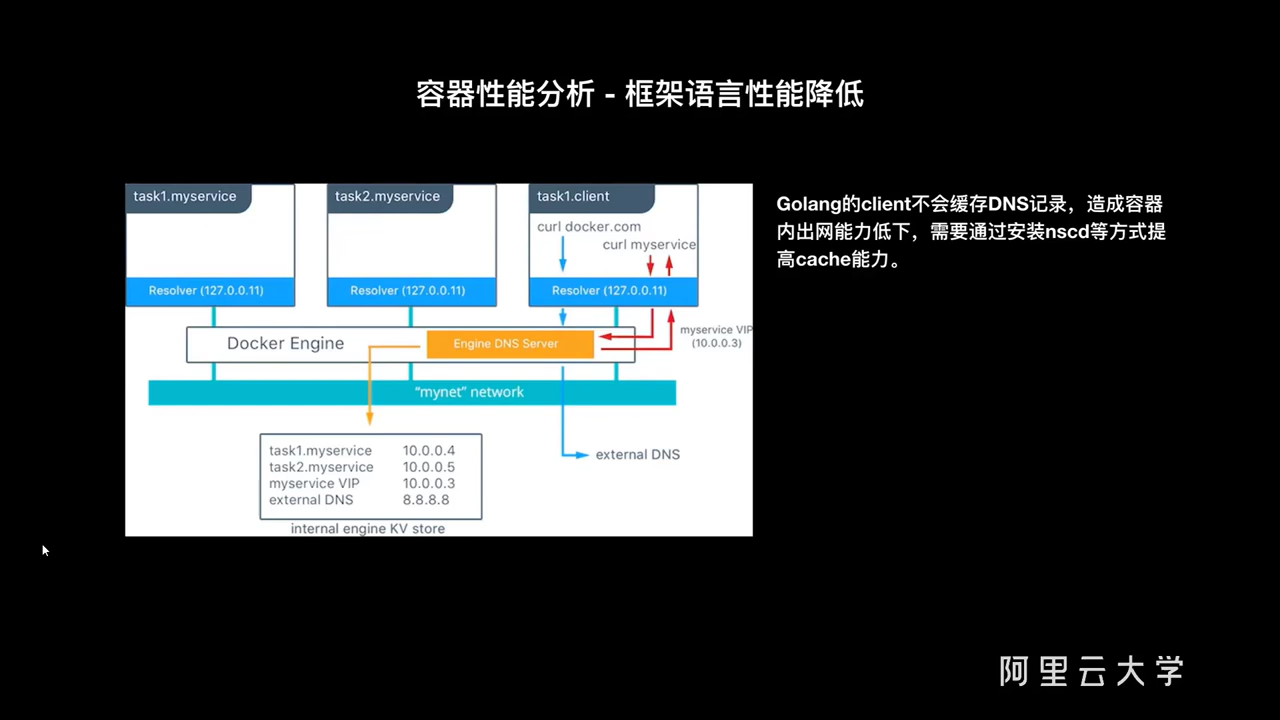 容器性能分析 - 框架语言性能降低
task1.myservice
task2.myservice
task1.client
curl docker.com
curl myservice
Resolver (127.0.0.11)
Resolver (127.0.0.11)
Resolver (127.0.0.11)
Docker Engine
Engine DNS Server
myservice VIP
(10.0.0.3)
“mynet” network
task1.myservice 10.0.0.4
task2.myservice 10.0.0.5
myservice VIP 10.0.0.3
external DNS 8.8.8.8
internal engine KV store
external DNS
Golang的client不会缓存DNS记录，造成容器
内出网能力低下，需要通过安装nscd等方式提
高cache能力。
阿里云大学